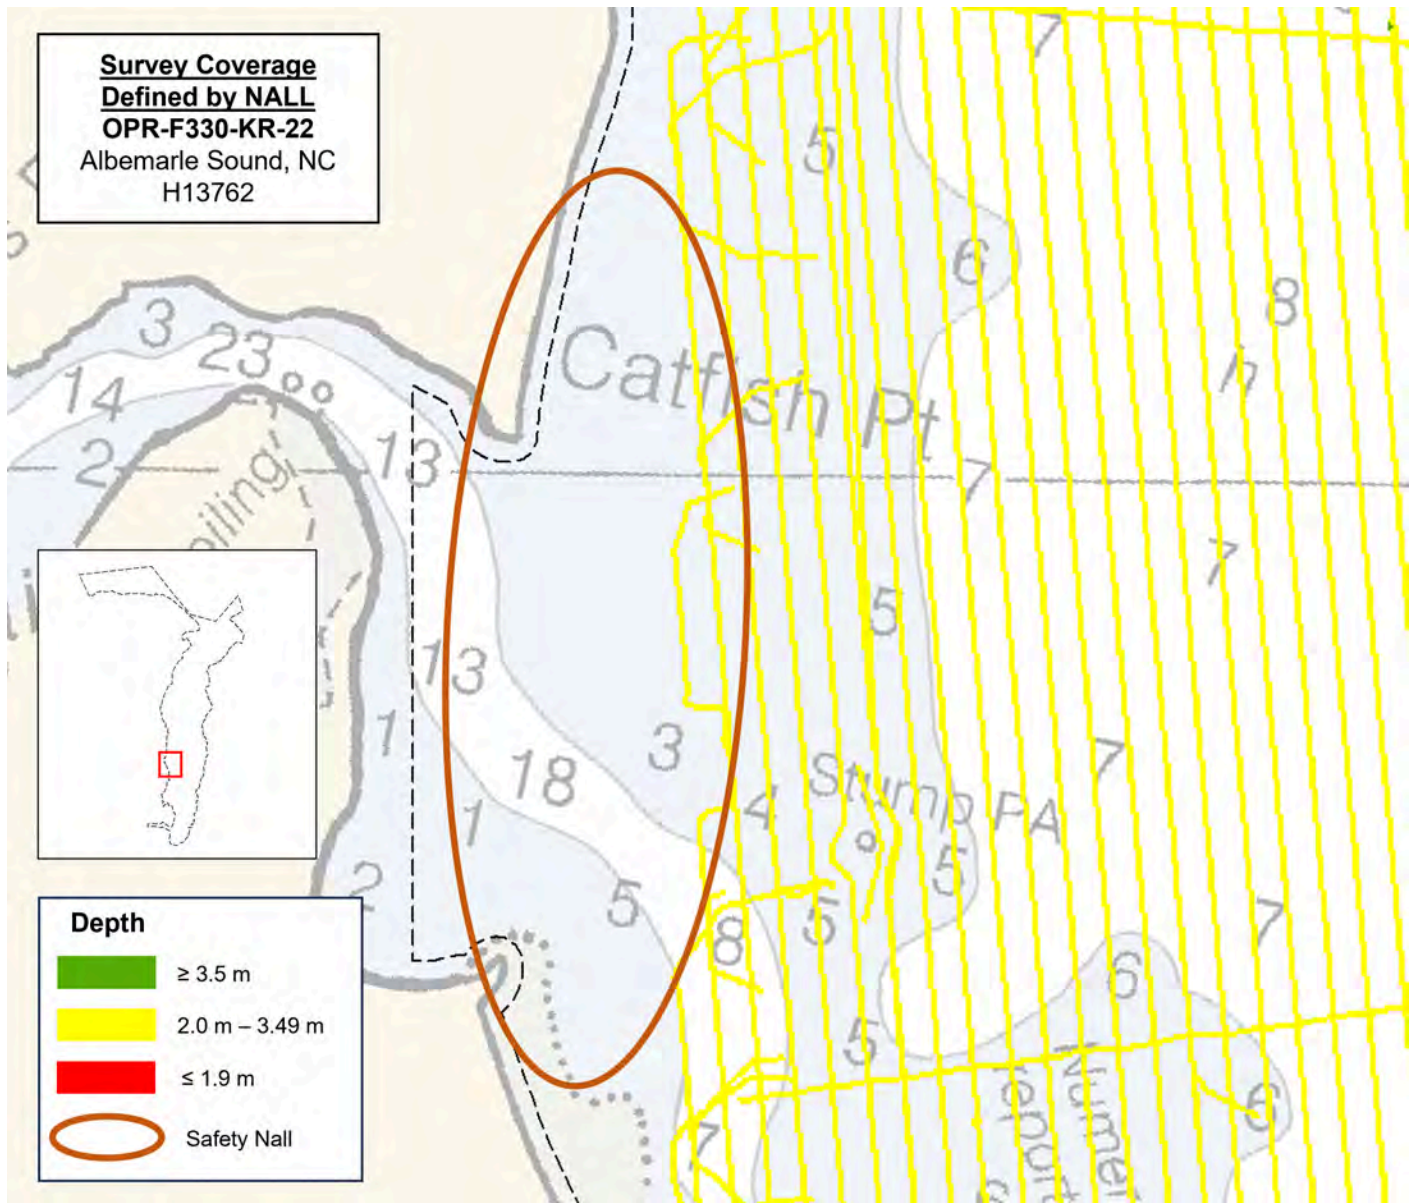 Survey Coverage
Defined by NALL
OPR-F330-KR-22
Albemarle Sound, NC
H13762
7
5
6
8
3
23
14
2
13
Catfish Pt
h
7
7
5
13
1
3
18
4
Stump PA
7
1
2
5
5
5
8
7
6
5
6
7
Depth
≥ 3.5 m
2.0 m – 3.49 m
≤ 1.9 m
Safety Nall